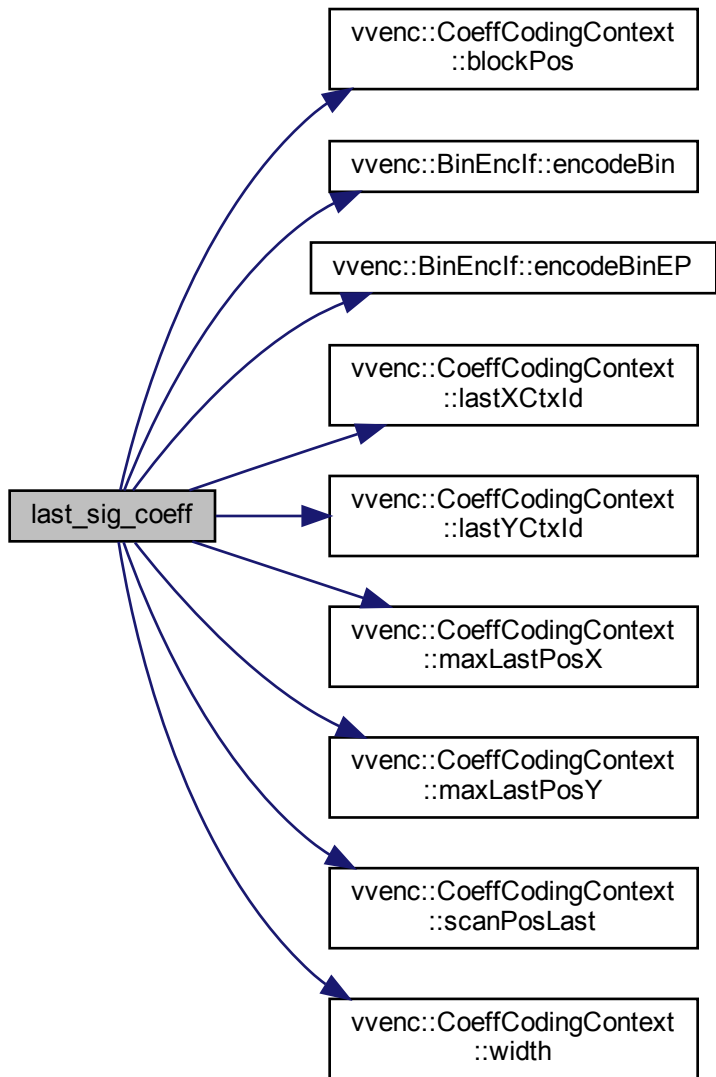 vvenc::CoeffCodingContext
::blockPos
vvenc::BinEncIf::encodeBin
vvenc::BinEncIf::encodeBinEP
vvenc::CoeffCodingContext
::lastXCtxId
last_sig_coeff
vvenc::CoeffCodingContext
::lastYCtxId
vvenc::CoeffCodingContext
::maxLastPosX
vvenc::CoeffCodingContext
::maxLastPosY
vvenc::CoeffCodingContext
::scanPosLast
vvenc::CoeffCodingContext
::width